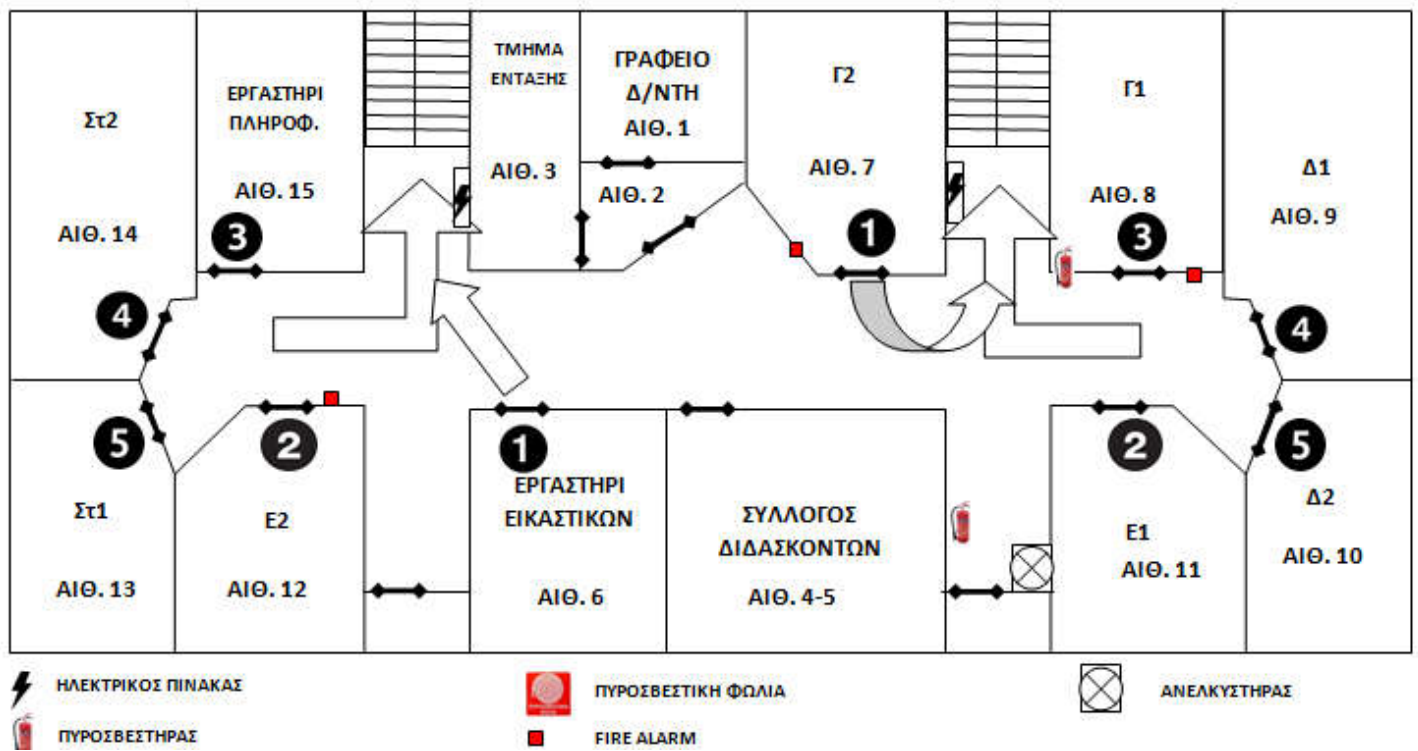 Στ2
ΑΙΘ. 14
ΕΡΓΑΣΤΗΡΙ
ΠΛΗΡΟΦ.
ΑΙΘ. 15
3
4
ΤΜΗΜΑ
ΕΝΤΑΞΗΣ
ΑΙΘ. 3
ΓΡΑΦΕΙΟ
Δ/ΝΤΗ
ΑΙΘ. 1
ΑΙΘ. 2
Γ2
ΑΙΘ. 7
1
Γ1
ΑΙΘ. 8
3
Δ1
ΑΙΘ. 9
4
5
Στ1
ΑΙΘ. 13
2
Ε2
ΑΙΘ. 12
1
ΕΡΓΑΣΤΗΡΙ
ΕΙΚΑΣΤΙΚΩΝ
ΑΙΘ. 6
ΣΥΛΛΟΓΟΣ
ΔΙΔΑΣΚΟΝΤΩΝ
ΑΙΘ. 4-5
2
Ε1
ΑΙΘ. 11
5
Δ2
ΑΙΘ. 10
ΗΛΕΚΤΡΙΚΟΣ ΠΙΝΑΚΑΣ
ΠΥΡΟΣΒΕΣΤΙΚΗ ΦΩΛΙΑ
ΑΝΕΛΚΥΣΤΗΡΑΣ
ΠΥΡΟΣΒΕΣΤΗΡΑΣ
FIRE ALARM